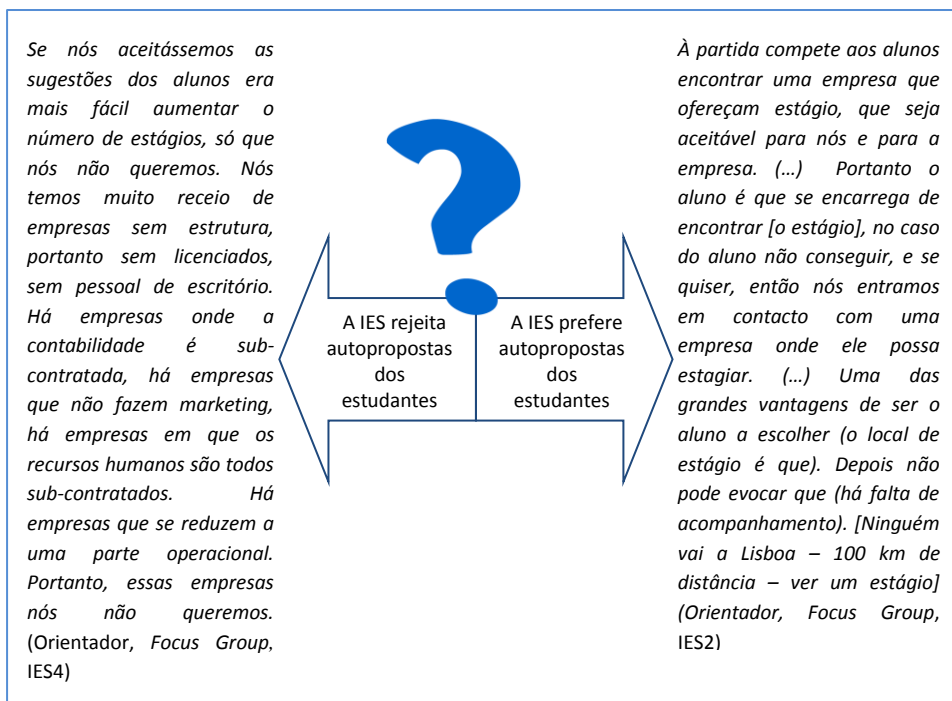 Se nós aceitássemos as
sugestões dos alunos era
mais fácil aumentar o
número de estágios, só que
nós não queremos. Nós
temos muito receio de
empresas sem estrutura,
portanto sem licenciados,
sem pessoal de escritório.
Há empresas onde a
contabilidade é sub-
contratada, há empresas
que não fazem marketing,
há empresas em que os
recursos humanos são todos
sub-contratados. Há
empresas que se reduzem a
uma parte operacional.
Portanto, essas empresas
nós não queremos.
(Orientador, Focus Group,
IES4)
?
A IES rejeita
autopropostas
dos
estudantes
A IES prefere
autopropostas
dos
estudantes
À partida compete aos alunos
encontrar uma empresa que
ofereçam estágio, que seja
aceitável para nós e para a
empresa. (...) Portanto o
aluno é que se encarrega de
encontrar [o estágio], no caso
do aluno não conseguir, e se
quiser, então nós entramos
em contacto com uma
empresa onde ele possa
estagiar. (...) Uma das
grandes vantagens de ser o
aluno a escolher (o local de
estágio é que). Depois não
pode evocar que (há falta de
acompanhamento). [Ninguém
vai a Lisboa – 100 km de
distância – ver um estágio]
(Orientador, Focus Group,
IES2)